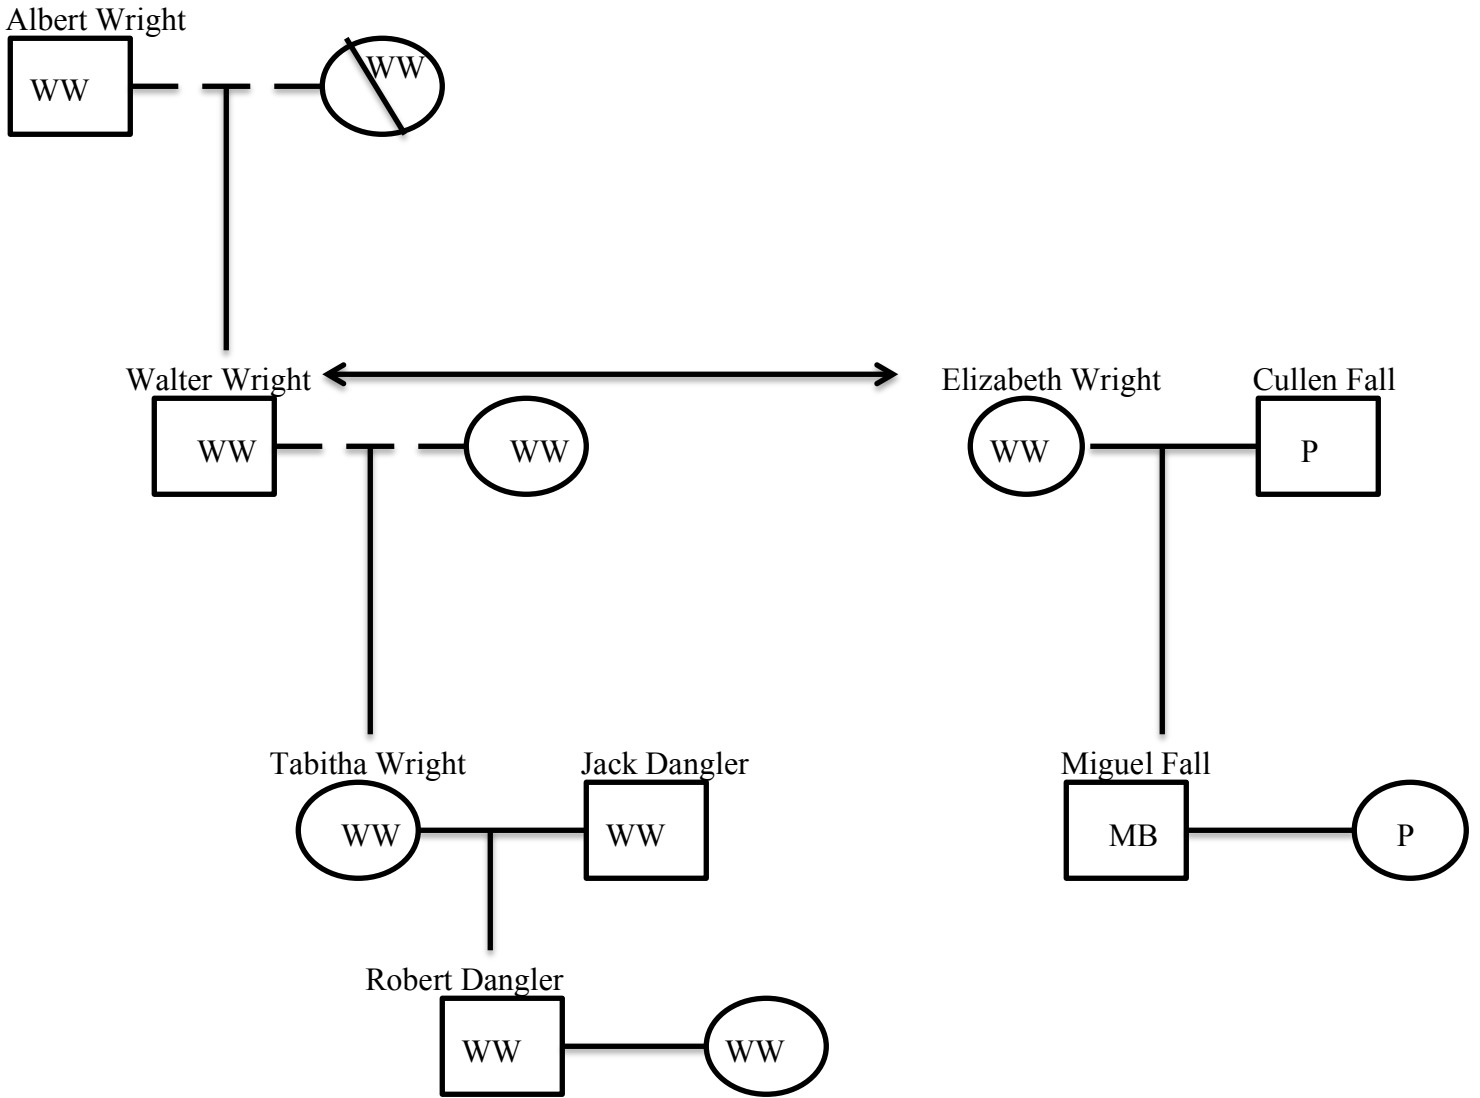 Albert Wright
WW
WW
Walter Wright
Elizabeth Wright
Cullen Fall
WW
WW
WW
P
Tabitha Wright
Jack Dangler
Miguel Fall
WW
WW
MB
P
Robert Dangler
WW
WW